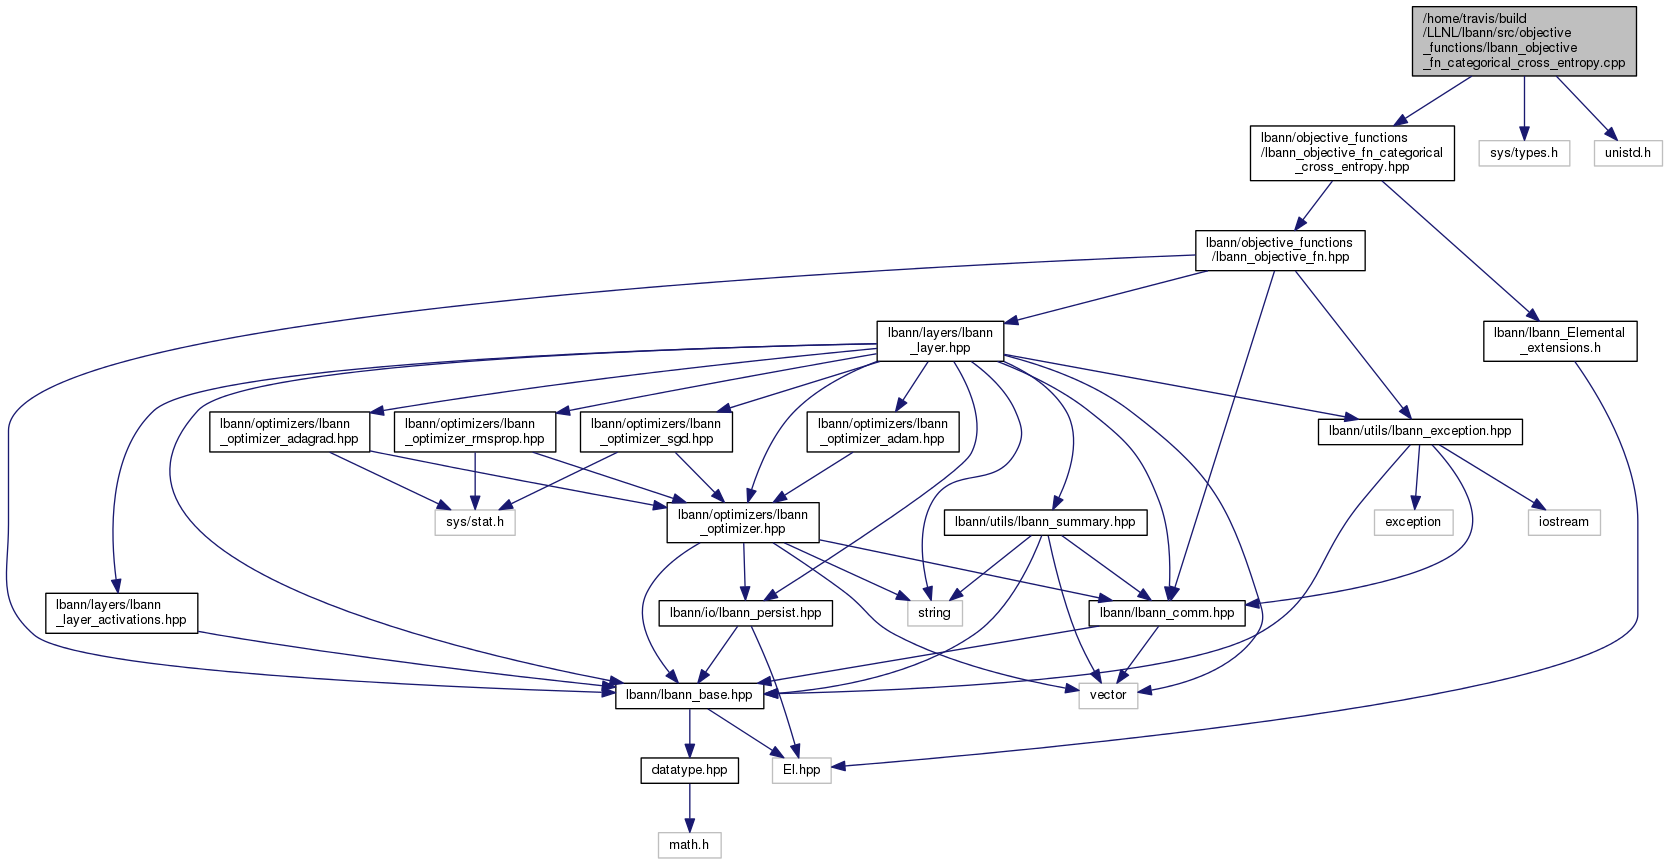 /home/travis/build
/LLNL/lbann/src/objective
_functions/lbann_objective
_fn_categorical_cross_entropy.cpp
lbann/objective_functions
/lbann_objective_fn_categorical
_cross_entropy.hpp
sys/types.h
unistd.h
lbann/objective_functions
/lbann_objective_fn.hpp
lbann/layers/lbann
_layer.hpp
lbann/lbann_Elemental
_extensions.h
lbann/optimizers/lbann
_optimizer_adagrad.hpp
lbann/optimizers/lbann
_optimizer_rmsprop.hpp
lbann/optimizers/lbann
_optimizer_sgd.hpp
lbann/optimizers/lbann
_optimizer_adam.hpp
lbann/utils/lbann_exception.hpp
sys/stat.h
lbann/optimizers/lbann
_optimizer.hpp
lbann/utils/lbann_summary.hpp
exception
iostream
lbann/layers/lbann
_layer_activations.hpp
lbann/io/lbann_persist.hpp
string
lbann/lbann_comm.hpp
lbann/lbann_base.hpp
vector
datatype.hpp
El.hpp
math.h